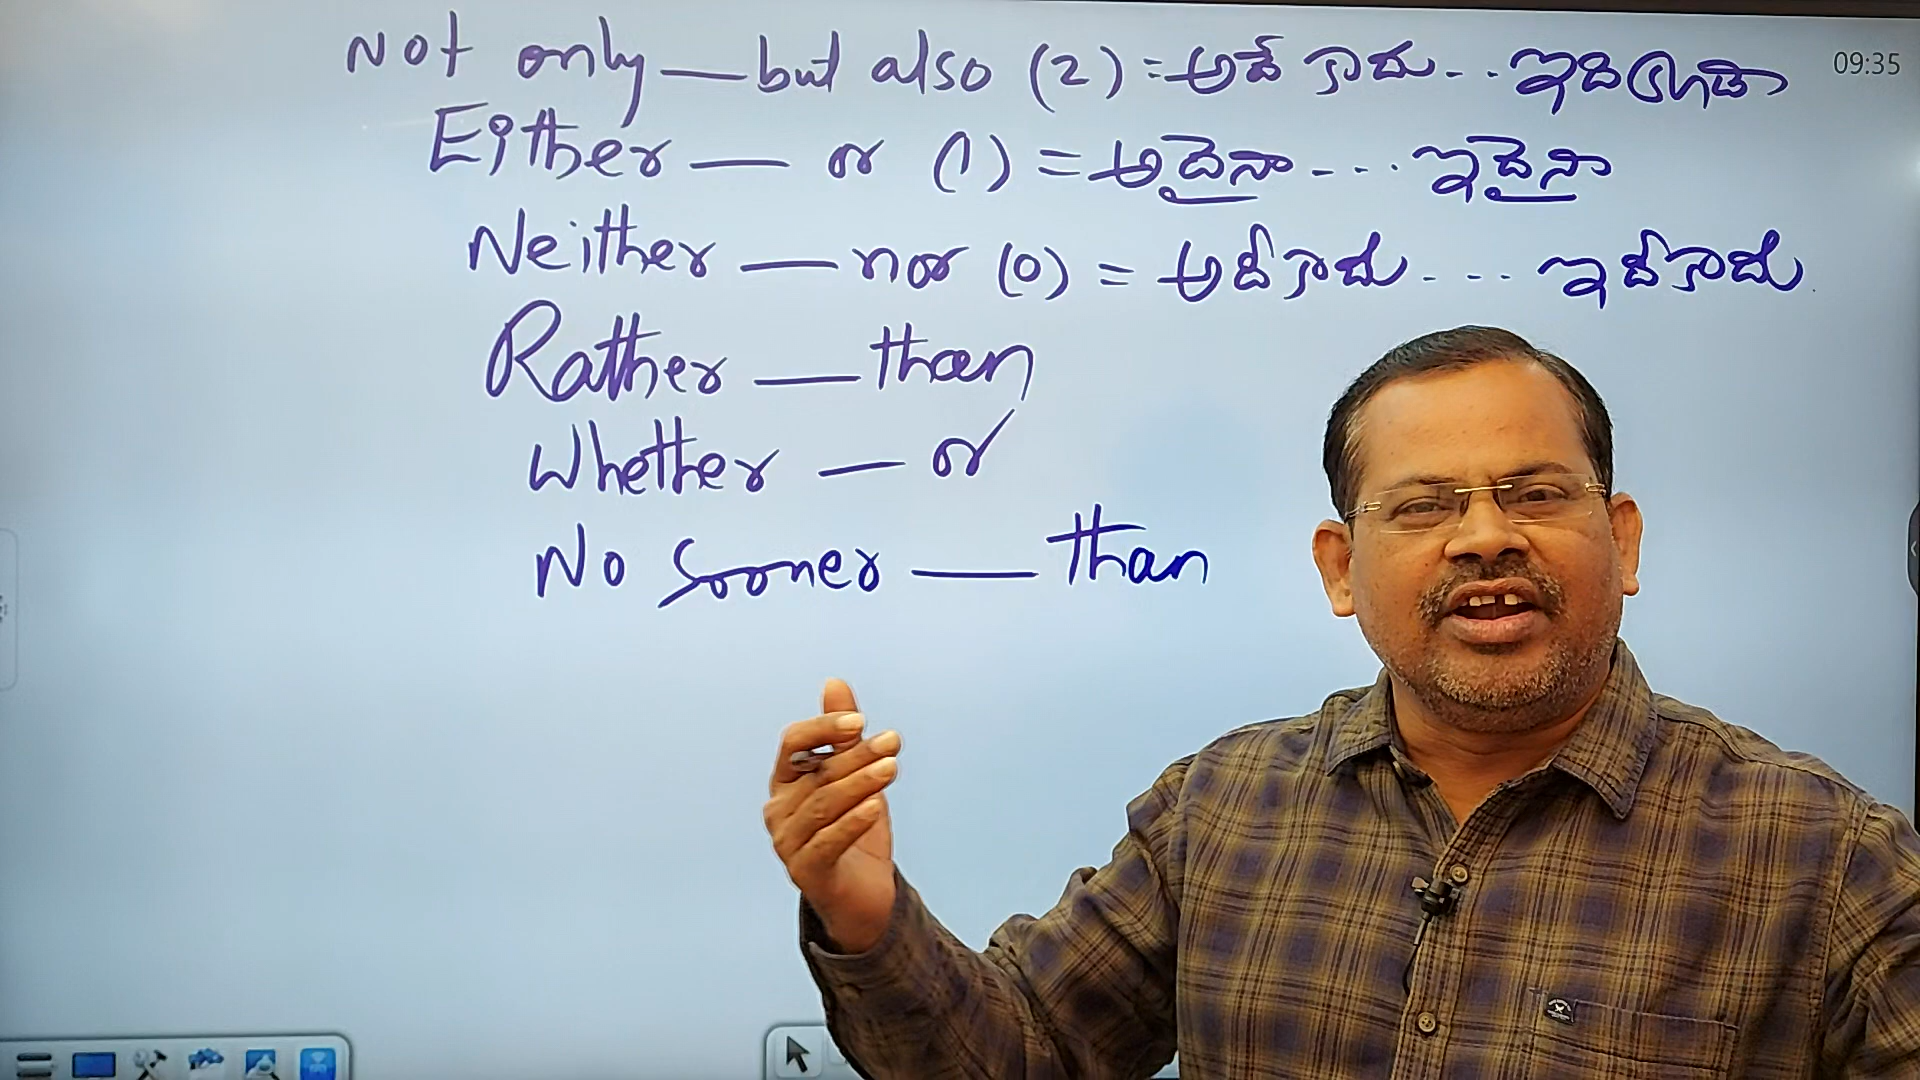 Not only — but also (2) = అదే కాదు . . ఇది కూడా
09:35
Either — or (1) = అదైనా - - - . ఇదైనా
Neither — nor (0) = అదీకాదు . - - - ఇదీకాదు.
Rather — than
Whether — or
No sooner — than